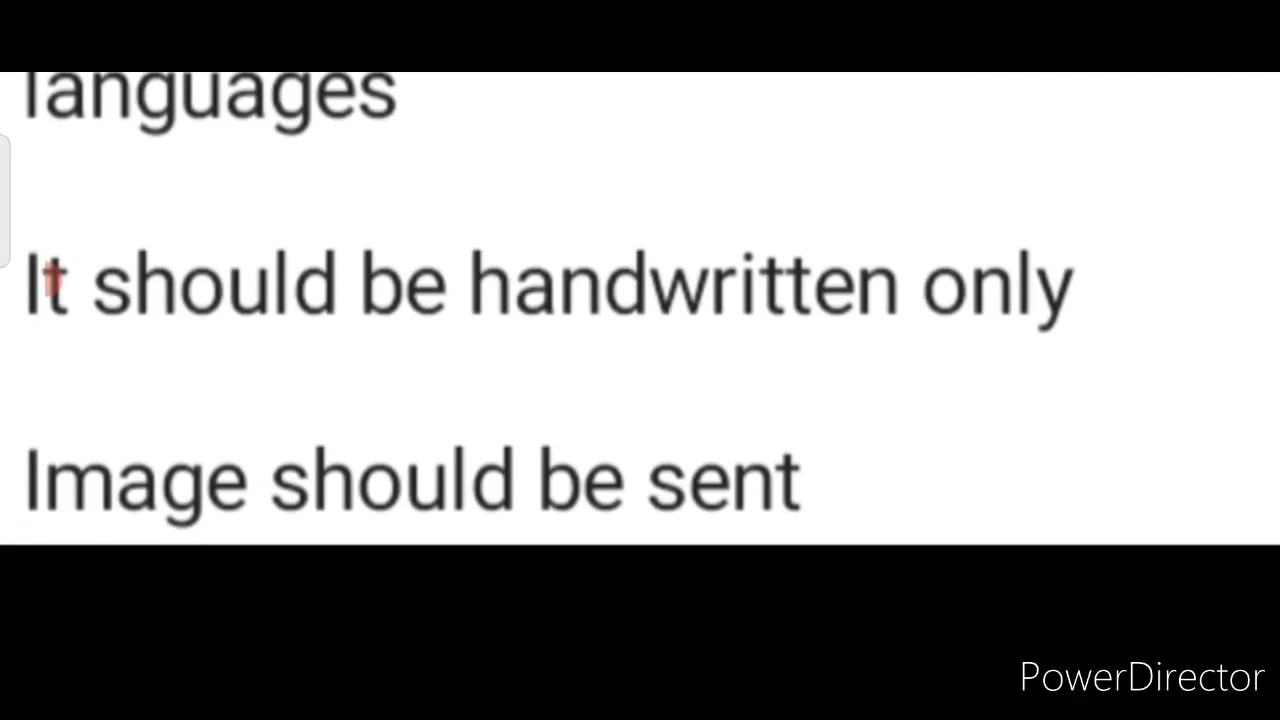 languages
It should be handwritten only
Image should be sent
PowerDirector